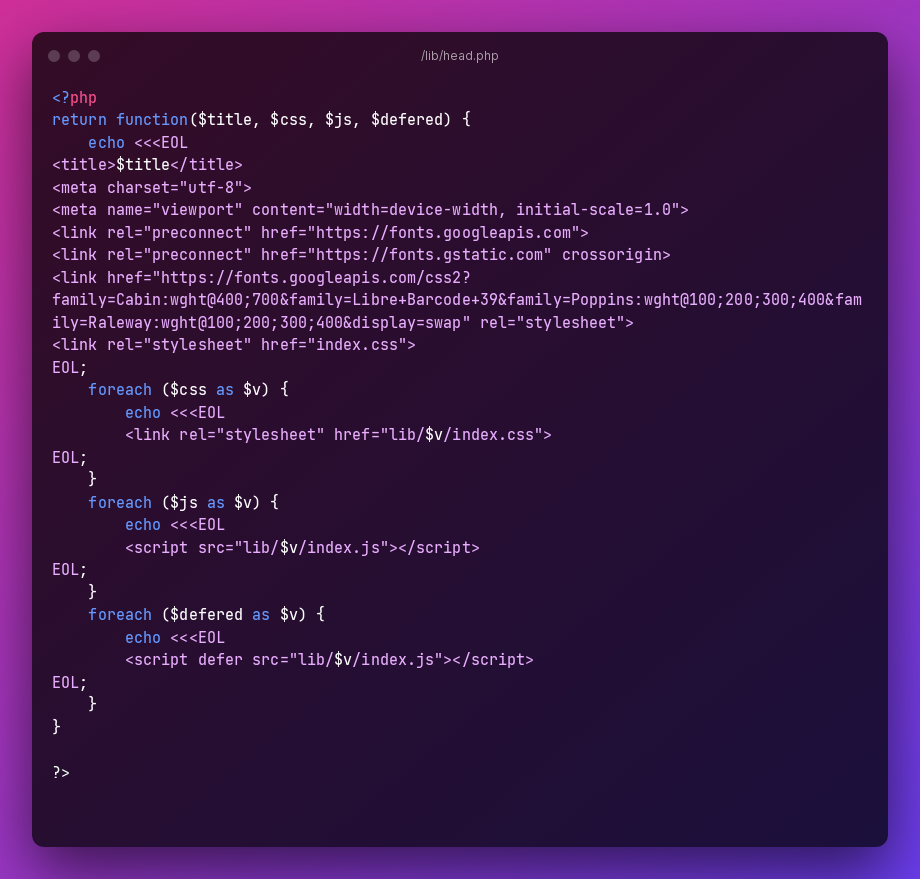 /lib/head.php
<?php
return function($title, $css, $js, $defered) {
    echo <<<EOL
<title>$title</title>
<meta charset="utf-8">
<meta name="viewport" content="width=device-width, initial-scale=1.0">
<link rel="preconnect" href="https://fonts.googleapis.com">
<link rel="preconnect" href="https://fonts.gstatic.com" crossorigin>
<link href="https://fonts.googleapis.com/css2?
family=Cabin:wght@400;700&family=Libre+Barcode+39&family=Poppins:wght@100;200;300;400&fam
ily=Raleway:wght@100;200;300;400&display=swap" rel="stylesheet">
<link rel="stylesheet" href="index.css">
EOL;
    foreach ($css as $v) {
        echo <<<EOL
        <link rel="stylesheet" href="lib/$v/index.css">
EOL;
    }
    foreach ($js as $v) {
        echo <<<EOL
        <script src="lib/$v/index.js"></script>
EOL;
    }
    foreach ($defered as $v) {
        echo <<<EOL
        <script defer src="lib/$v/index.js"></script>
EOL;
    }
}

?>